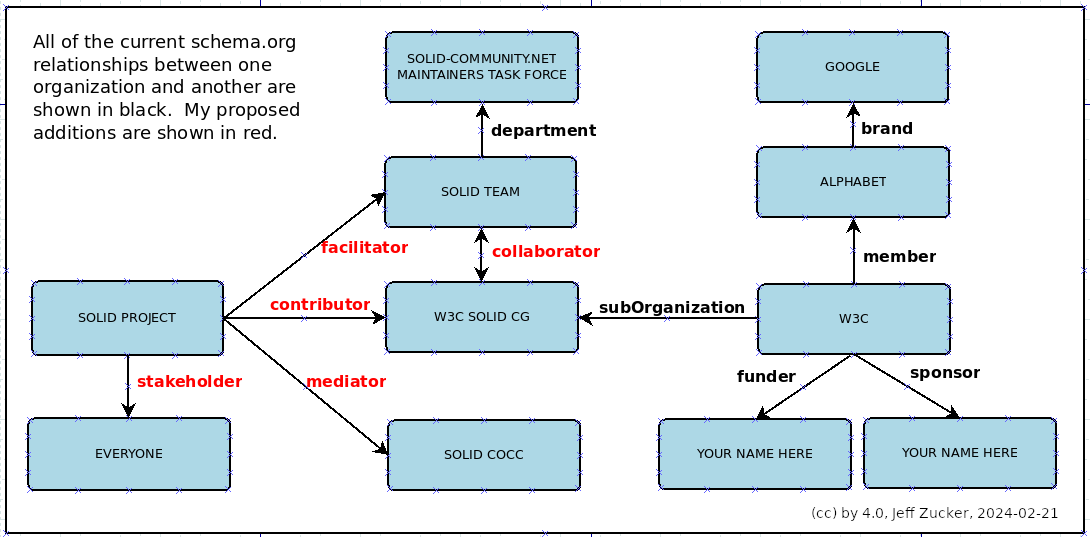 All of the current schema.org
relationships between one
organization and another are
shown in black.  My proposed
additions are shown in red.
SOLID-COMMUNITY.NET
MAINTAINERS TASK FORCE
GOOGLE
department
brand
SOLID TEAM
ALPHABET
facilitator
collaborator
member
SOLID PROJECT
contributor
W3C SOLID CG
subOrganization
W3C
stakeholder
mediator
funder
sponsor
EVERYONE
SOLID COCC
YOUR NAME HERE
YOUR NAME HERE
(cc) by 4.0, Jeff Zucker, 2024-02-21